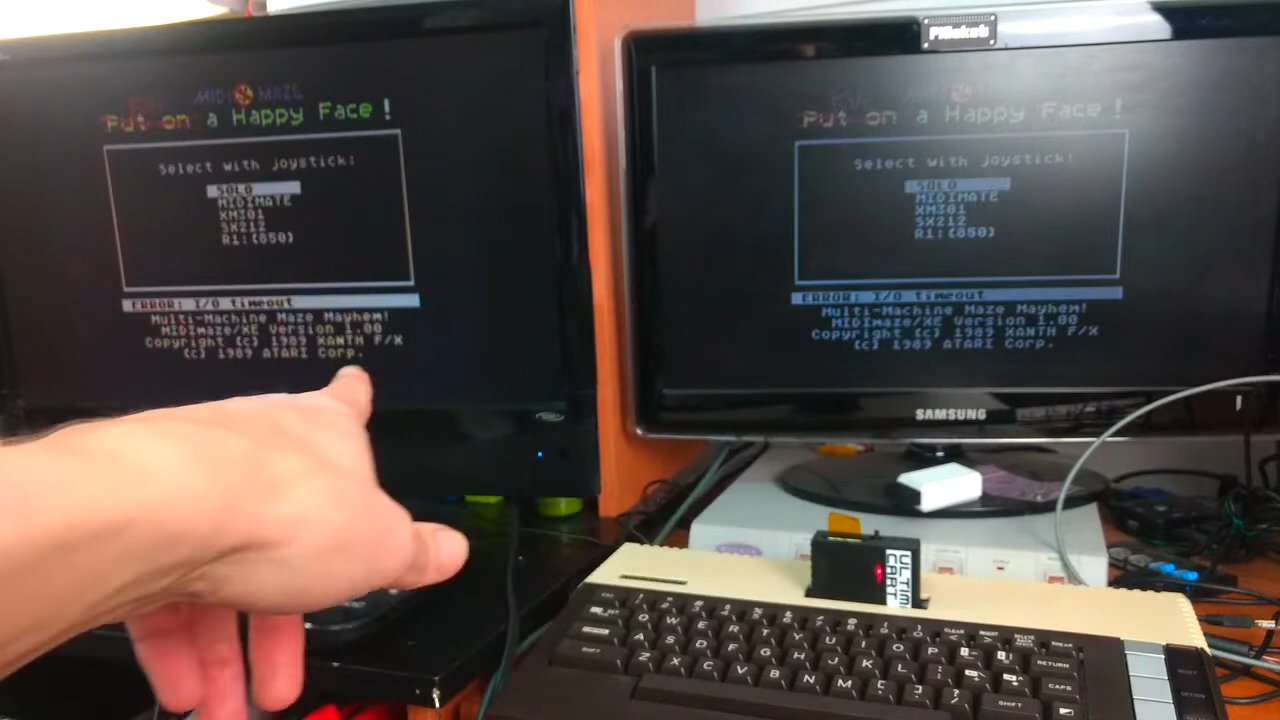 MIDI MAZE
Put on a Happy Face !
Select with joystick:
SOLO
MIDIMATE
XM301
SX212
R1:(850)
ERROR: I/O timeout
Multi-Machine Maze Mayhem!
MIDImaze/XE Version 1.00
Copyright (c) 1989 XANTH F/X
(c) 1989 ATARI Corp.
Put on a Happy Face !
Select with joystick:
SOLO
MIDIMATE
XM301
SX212
R1:(850)
ERROR: I/O timeout
Multi-Machine Maze Mayhem!
MIDImaze/XE Version 1.00
Copyright (c) 1989 XANTH F/X
(c) 1989 ATARI Corp.
SAMSUNG
CART
ESC
CLEAR INSERT BREAK
Q W E R T Y U I O P RETURN
A S D F G H J K L CAPS
SHIFT Z X C V B N M SHIFT
OPTION